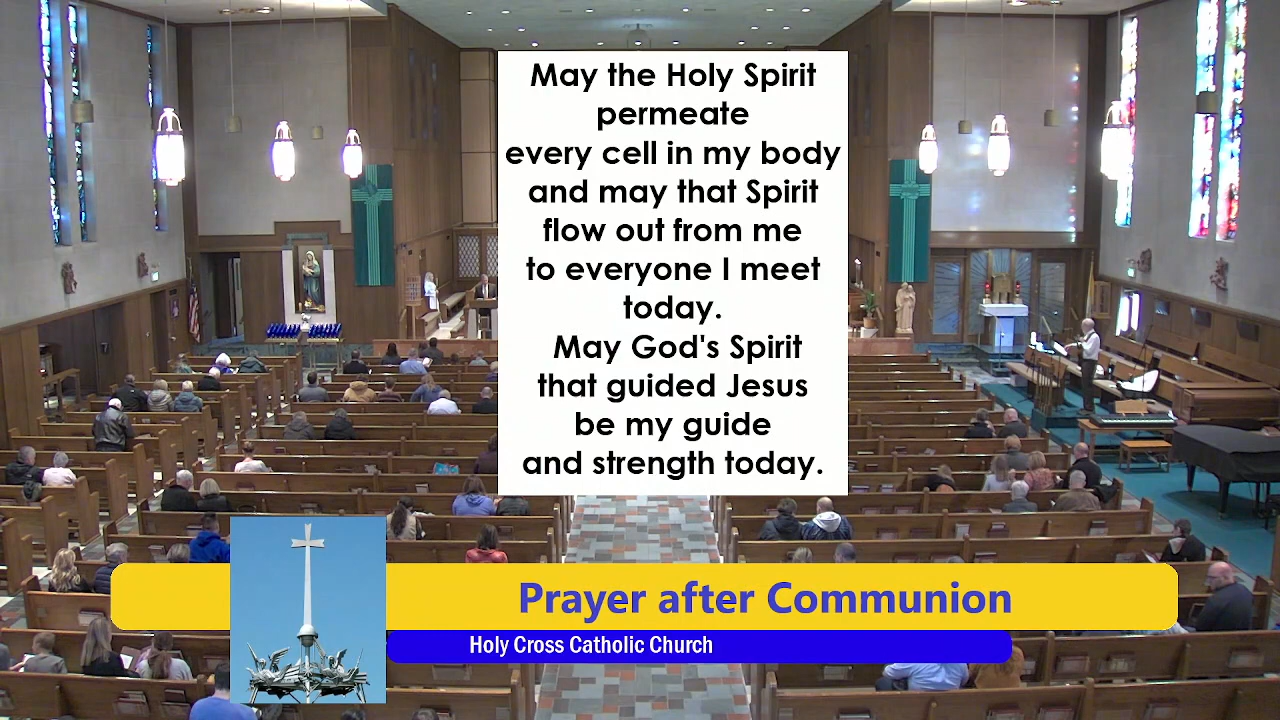 May the Holy Spirit
permeate
every cell in my body
and may that Spirit
flow out from me
to everyone I meet
today.
May God's Spirit
that guided Jesus
be my guide
and strength today.
Prayer after Communion
Holy Cross Catholic Church